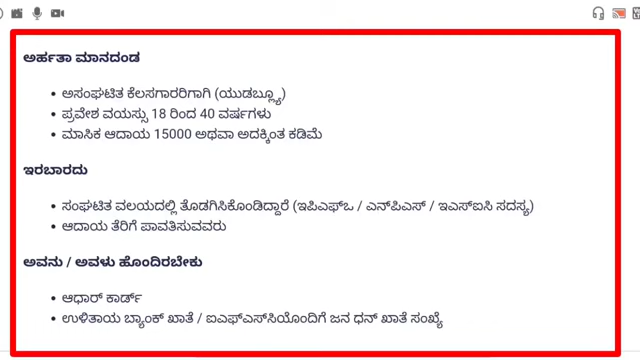 ಅರ್ಹತಾ ಮಾನದಂಡ
• ಅಸಂಘಟಿತ ಕೆಲಸಗಾರರಿಗಾಗಿ (ಯುಡಬ್ಲ್ಯೂ)
• ಪ್ರವೇಶ ವಯಸ್ಸು 18 ರಿಂದ 40 ವರ್ಷಗಳು
• ಮಾಸಿಕ ಆದಾಯ 15000 ಅಥವಾ ಅದಕ್ಕಿಂತ ಕಡಿಮೆ
ಇರಬಾರದು
• ಸಂಘಟಿತ ವಲಯದಲ್ಲಿ ತೊಡಗಿಸಿಕೊಂಡಿದ್ದಾರೆ (ಇಪಿಎಫ್ಒ / ಎನ್‌ಪಿಎಸ್ / ಇಎಸ್‌ಐಸಿ ಸದಸ್ಯ)
• ಆದಾಯ ತೆರಿಗೆ ಪಾವತಿಸುವವರು
ಅವನು / ಅವಳು ಹೊಂದಿರಬೇಕು
• ಆಧಾರ್ ಕಾರ್ಡ್
• ಉಳಿತಾಯ ಬ್ಯಾಂಕ್ ಖಾತೆ / ಐಎಫ್‌ಎಸ್‌ಸಿಯೊಂದಿಗೆ ಜನ ಧನ್ ಖಾತೆ ಸಂಖ್ಯೆ